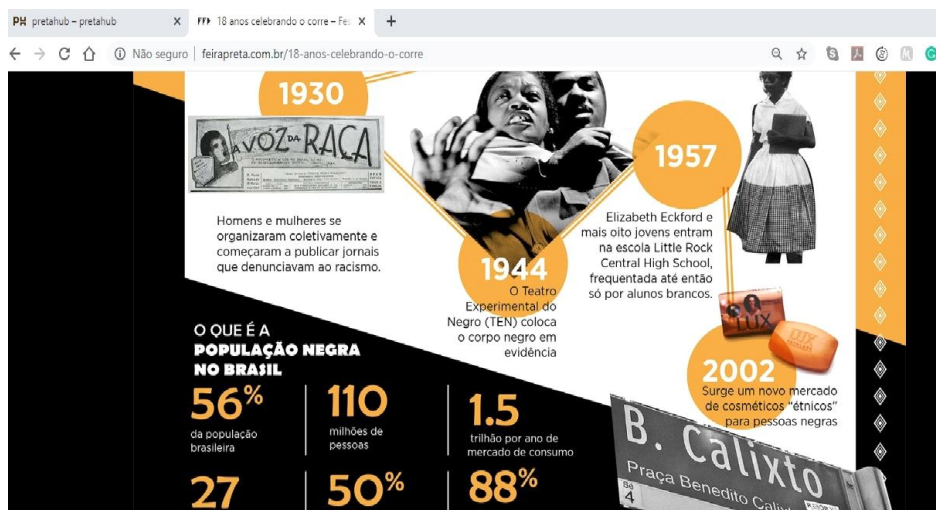 PH pretahub – pretahub
18 anos celebrando o corre – Fei
Não seguro | feirapreta.com.br/18-anos-celebrando-o-corre
1930
A VOZ DA RAÇA
Homens e mulheres se
organizaram coletivamente e
começaram a publicar jornais
que denunciavam ao racismo.
1944
O Teatro
Experimental do
Negro (TEN) coloca
o corpo negro em
evidência
1957
Elizabeth Eckford e
mais oito jovens entram
na escola Little Rock
Central High School,
frequentada até então
só por alunos brancos.
LUX
LUX
2002
Surge um novo mercado
de cosméticos "étnicos"
para pessoas negras
O QUE É A
POPULAÇÃO NEGRA
NO BRASIL
56%
da população
brasileira
110
milhões de
pessoas
1.5
trilhão por ano de
mercado de consumo
27
50%
88%
B. Calixto
Praça Benedito
Sé
4